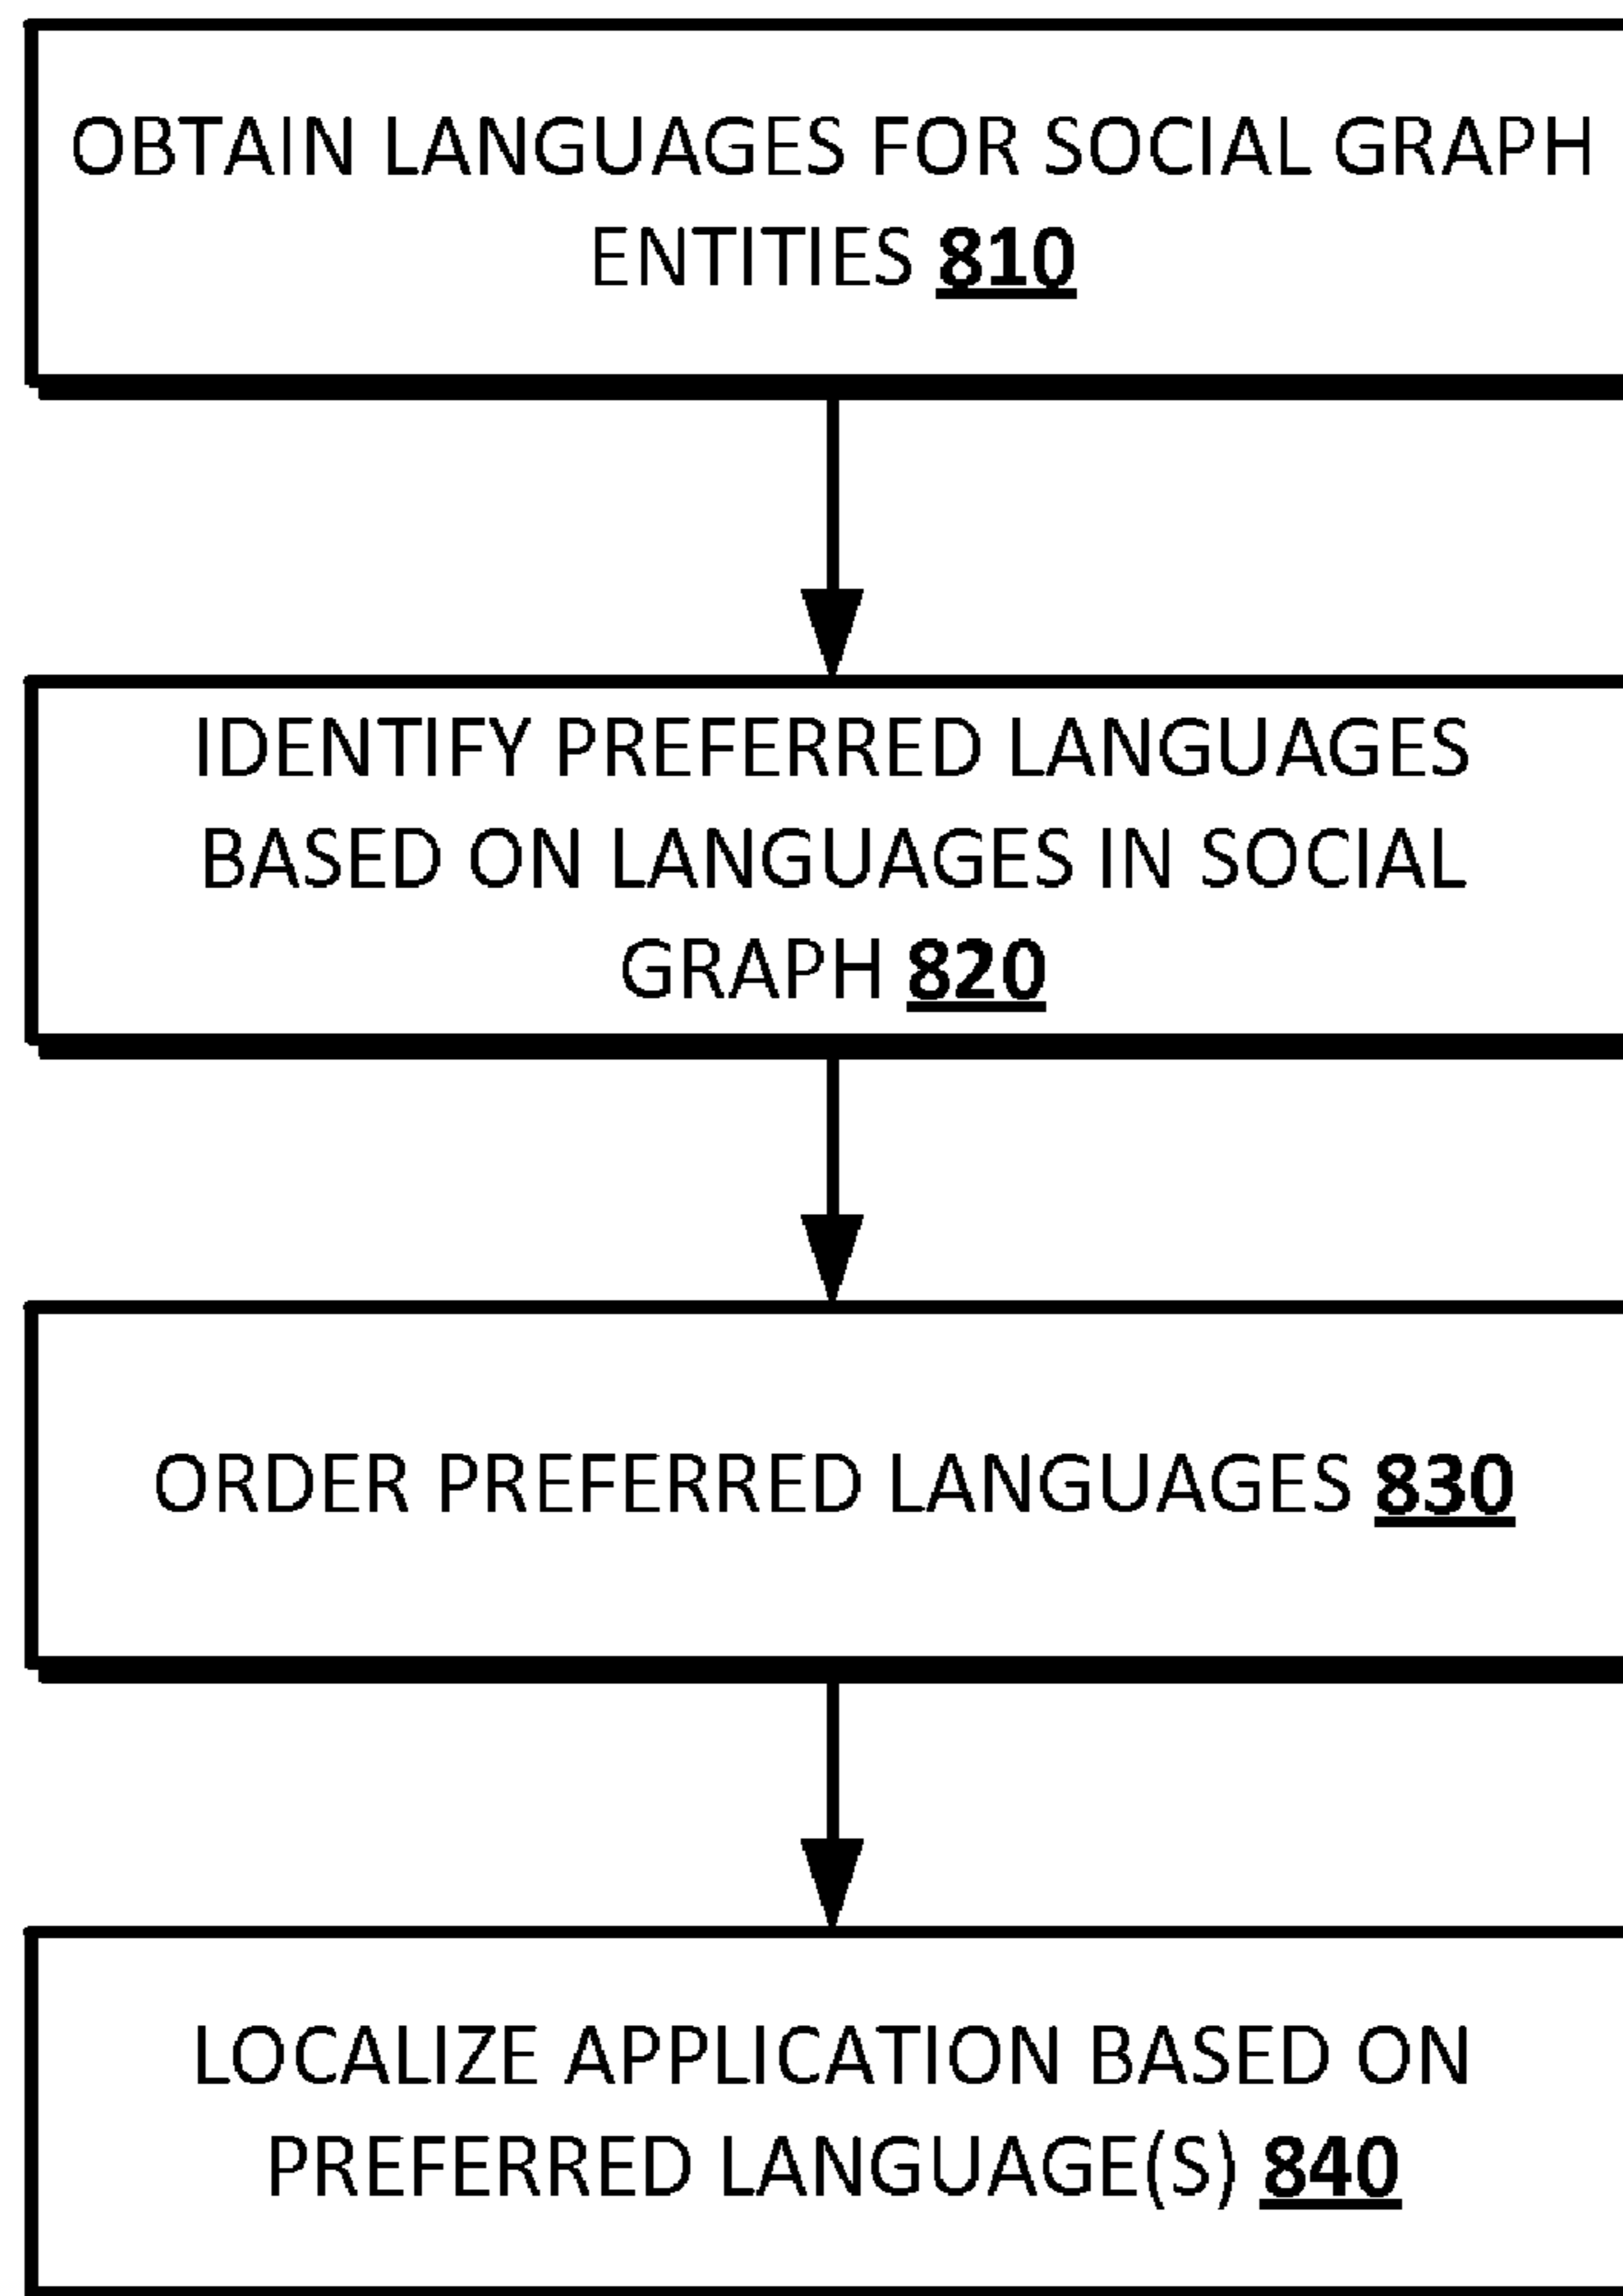 OBTAIN LANGUAGES FOR SOCIAL GRAPH
ENTITIES 810
IDENTIFY PREFERRED LANGUAGES
BASED ON LANGUAGES IN SOCIAL
GRAPH 820
ORDER PREFERRED LANGUAGES 830
LOCALIZE APPLICATION BASED ON
PREFERRED LANGUAGE(S) 840